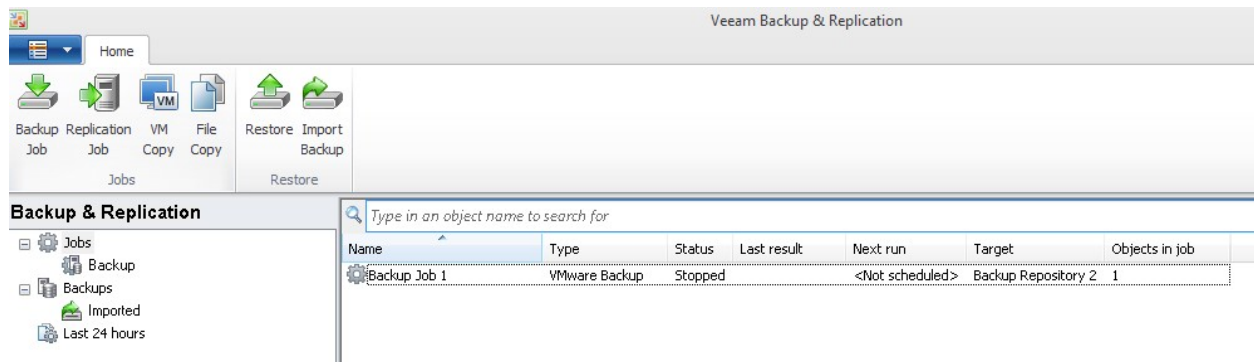 Veeam Backup & Replication
Home
Backup Job
Replication Job
VM Copy
File Copy
Restore
Import Backup
VM
Jobs
Restore
Backup & Replication
Jobs
Backup
Backups
Imported
Last 24 hours
Type in an object name to search for
Name Type Status Last result Next run Target Objects in job
Backup Job 1 VMware Backup Stopped <Not scheduled> Backup Repository 2 1